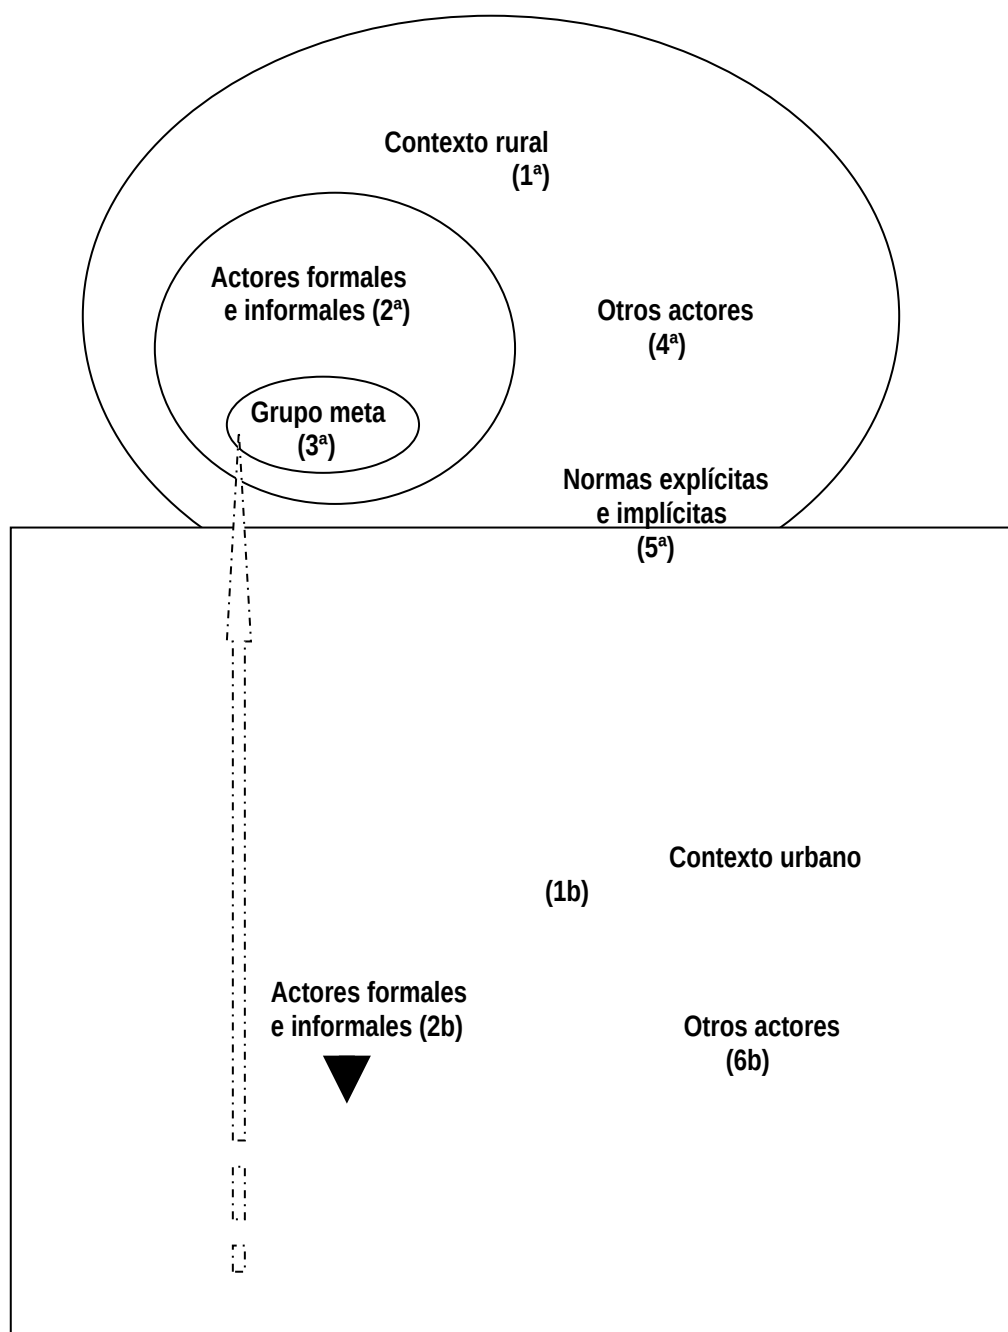 Contexto rural
(1ª)
Actores formales
e informales (2ª)
Otros actores
(4ª)
Grupo meta
(3ª)
Normas explícitas
e implícitas
(5ª)
Contexto urbano
(1b)
Actores formales
e informales (2b)
Otros actores
(6b)